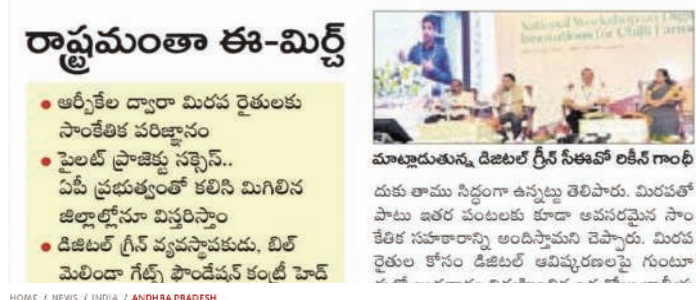 రాష్ట్రమంతా ఈ-మిర్చ్
• ఆర్బీకేల ద్వారా మిరప రైతులకు
సాంకేతిక పరిజ్ఞానం
• పైలట్ ప్రాజెక్టు సక్సెస్..
ఏపీ ప్రభుత్వంతో కలిసి మిగిలిన
జిల్లాల్లోనూ విస్తరిస్తాం
• డిజిటల్ గ్రీన్ వ్యవస్థాపకుడు, బిల్
మెలిండా గేట్స్ ఫౌండేషన్ కంట్రీ హెడ్
National Workshop on Digi
Innovations for Chilli Farm
మాట్లాడుతున్న డిజిటల్ గ్రీన్ సీఈవో రికిన్ గాంధీ
దుకు తాము సిద్ధంగా ఉన్నట్టు తెలిపారు. మిరపతో
పాటు ఇతర పంటలకు కూడా అవసరమైన సాం
కేతిక సహకారాన్ని అందిస్తామని చెప్పారు. మిరప
రైతుల కోసం డిజిటల్ ఆవిష్కరణలపై గుంటూ
HOME / NEWS / INDIA / ANDHRA PRADESH